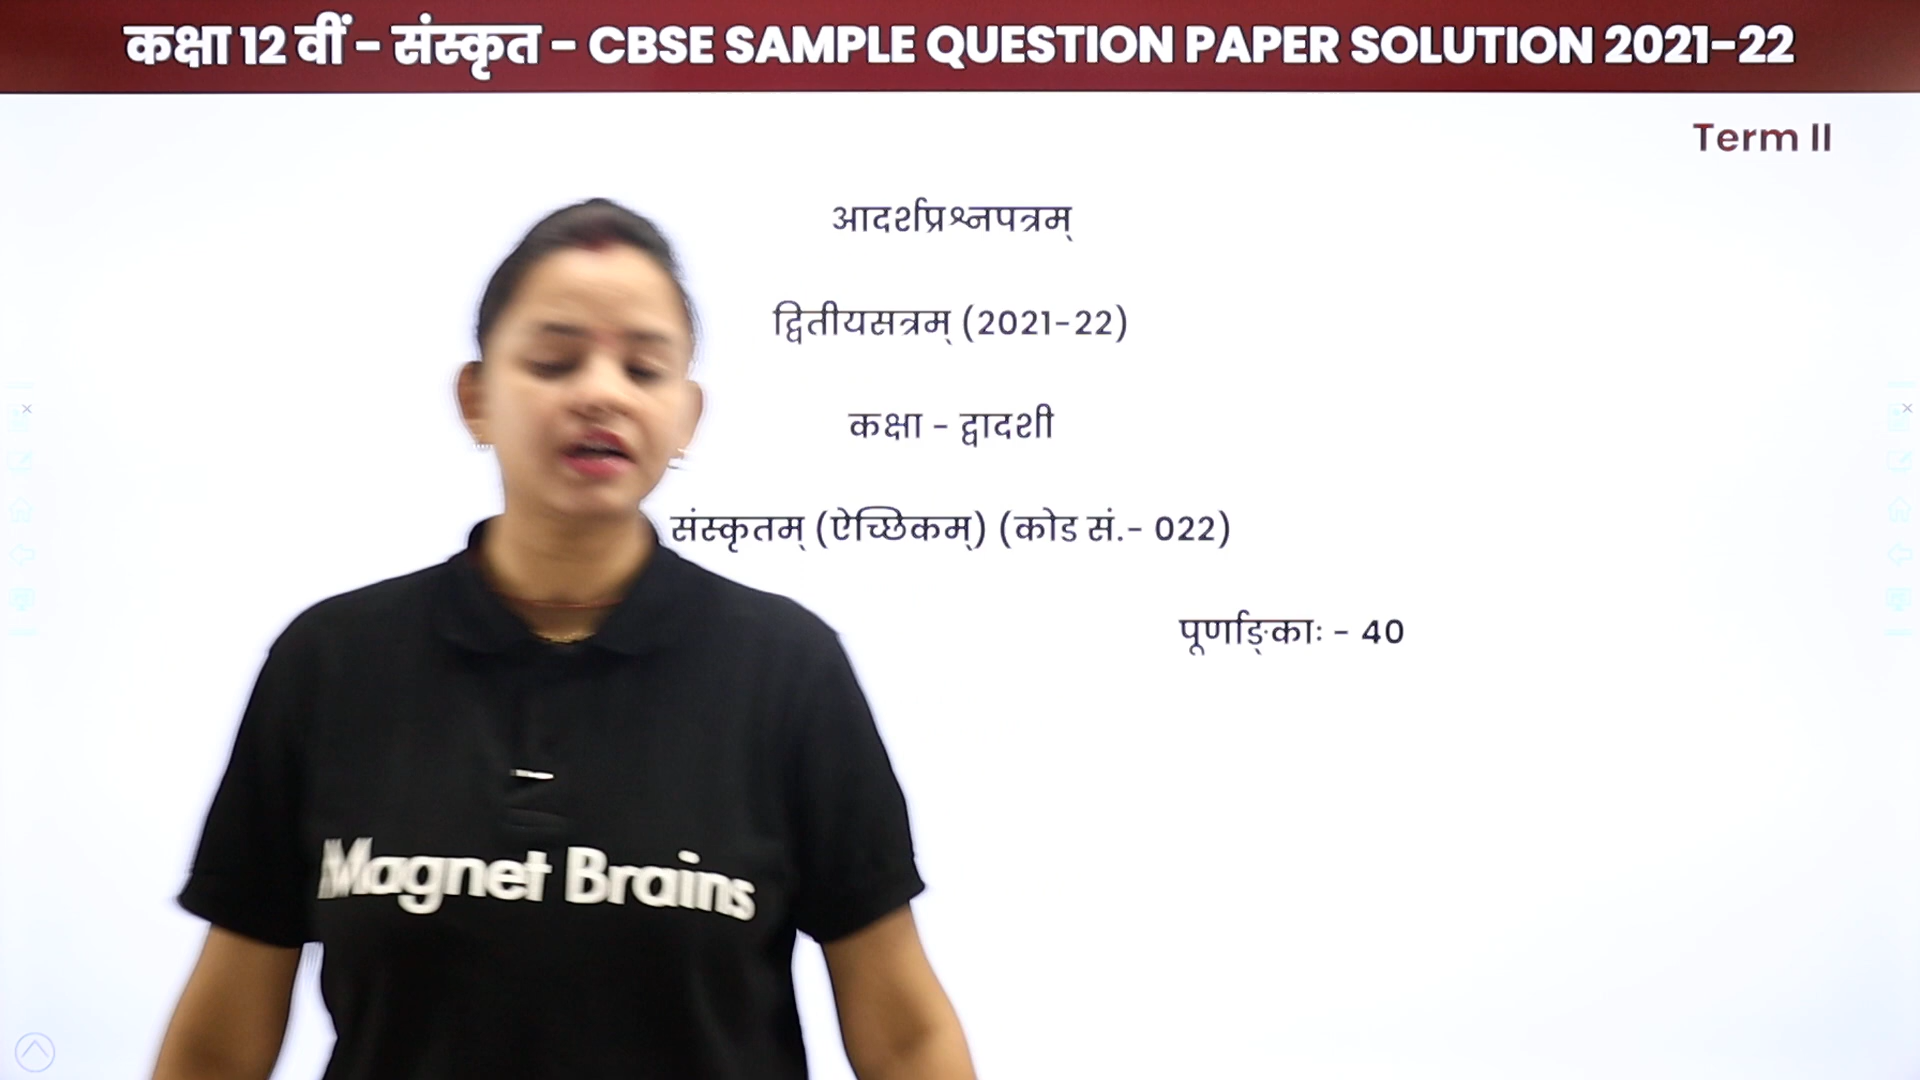 कक्षा 12 वीं - संस्कृत - CBSE SAMPLE QUESTION PAPER SOLUTION 2021-22
Term II
आदर्शप्रश्नपत्रम्
द्वितीयसत्रम् (2021-22)
कक्षा - द्वादशी
संस्कृतम् (ऐच्छिकम्) (कोड सं.- 022)
पूर्णाङ्काः - 40
Magnet Brains